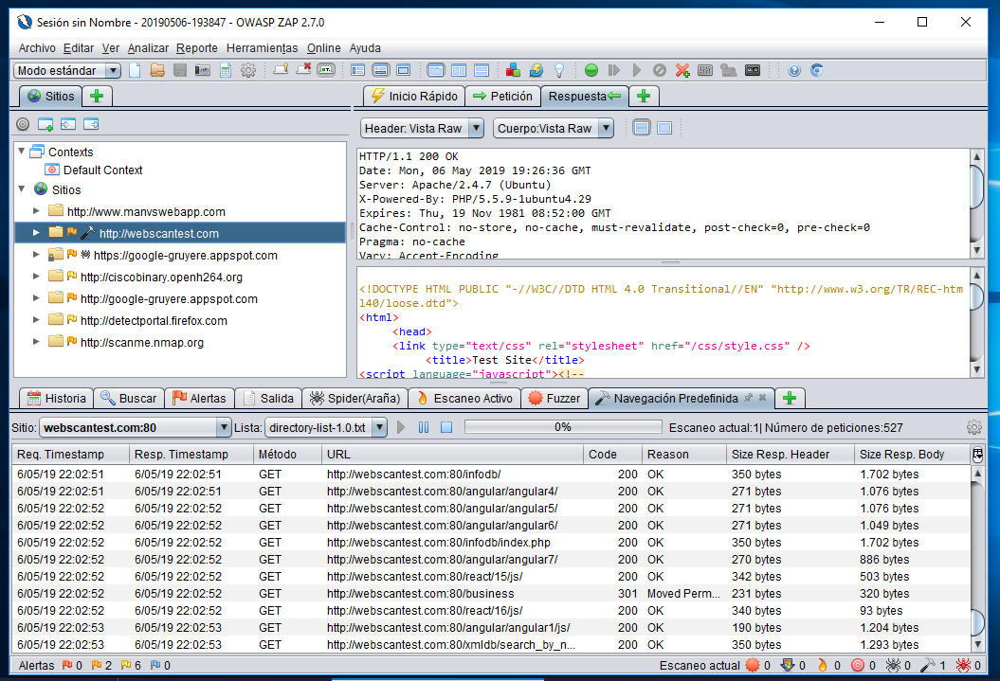 Sesión sin Nombre - 20190506-193847 - OWASP ZAP 2.7.0
Archivo Editar Ver Analizar Reporte Herramientas Online Ayuda
Modo estándar
Sitios
Inicio Rápido Petición Respuesta
Header: Vista Raw Cuerpo:Vista Raw
Contexts
Default Context
Sitios
http://www.manvswebapp.com
http://webscantest.com
https://google-gruyere.appspot.com
http://ciscobinary.openh264.org
http://google-gruyere.appspot.com
http://detectportal.firefox.com
http://scanme.nmap.org
HTTP/1.1 200 OK
Date: Mon, 06 May 2019 19:26:36 GMT
Server: Apache/2.4.7 (Ubuntu)
X-Powered-By: PHP/5.5.9-1ubuntu4.29
Expires: Thu, 19 Nov 1981 08:52:00 GMT
Cache-Control: no-store, no-cache, must-revalidate, post-check=0, pre-check=0
Pragma: no-cache
Vary: Accept-Encoding
<!DOCTYPE HTML PUBLIC "-//W3C//DTD HTML 4.0 Transitional//EN" "http://www.w3.org/TR/REC-htm
l40/loose.dtd">
<html>
<head>
<link type="text/css" rel="stylesheet" href="/css/style.css" />
<title>Test Site</title>
<script language="javascript"><!--
Historia Buscar Alertas Salida Spider(Araña) Escaneo Activo Fuzzer Navegación Predefinida
Sitio: webscantest.com:80 Lista: directory-list-1.0.txt 0% Escaneo actual:1| Número de peticiones:527
Req. Timestamp Resp. Timestamp Método URL Code Reason Size Resp. Header Size Resp. Body
6/05/19 22:02:51 6/05/19 22:02:51 GET http://webscantest.com:80/infodb/ 200 OK 350 bytes 1.702 bytes
6/05/19 22:02:51 6/05/19 22:02:51 GET http://webscantest.com:80/angular/angular4/ 200 OK 271 bytes 1.076 bytes
6/05/19 22:02:52 6/05/19 22:02:52 GET http://webscantest.com:80/angular/angular5/ 200 OK 271 bytes 1.076 bytes
6/05/19 22:02:52 6/05/19 22:02:52 GET http://webscantest.com:80/angular/angular6/ 200 OK 271 bytes 1.049 bytes
6/05/19 22:02:52 6/05/19 22:02:52 GET http://webscantest.com:80/infodb/index.php 200 OK 350 bytes 1.702 bytes
6/05/19 22:02:52 6/05/19 22:02:52 GET http://webscantest.com:80/angular/angular7/ 200 OK 270 bytes 886 bytes
6/05/19 22:02:52 6/05/19 22:02:52 GET http://webscantest.com:80/react/15/js/ 200 OK 342 bytes 503 bytes
6/05/19 22:02:52 6/05/19 22:02:52 GET http://webscantest.com:80/business 301 Moved Perm... 231 bytes 320 bytes
6/05/19 22:02:52 6/05/19 22:02:52 GET http://webscantest.com:80/react/16/js/ 200 OK 340 bytes 93 bytes
6/05/19 22:02:53 6/05/19 22:02:53 GET http://webscantest.com:80/angular/angular1/js/ 200 OK 190 bytes 1.204 bytes
6/05/19 22:02:53 6/05/19 22:02:53 GET http://webscantest.com:80/xmldb/search_by_n... 200 OK 350 bytes 1.293 bytes
Alertas 0 2 6 0 Escaneo actual 0 0 0 0 0 1 0